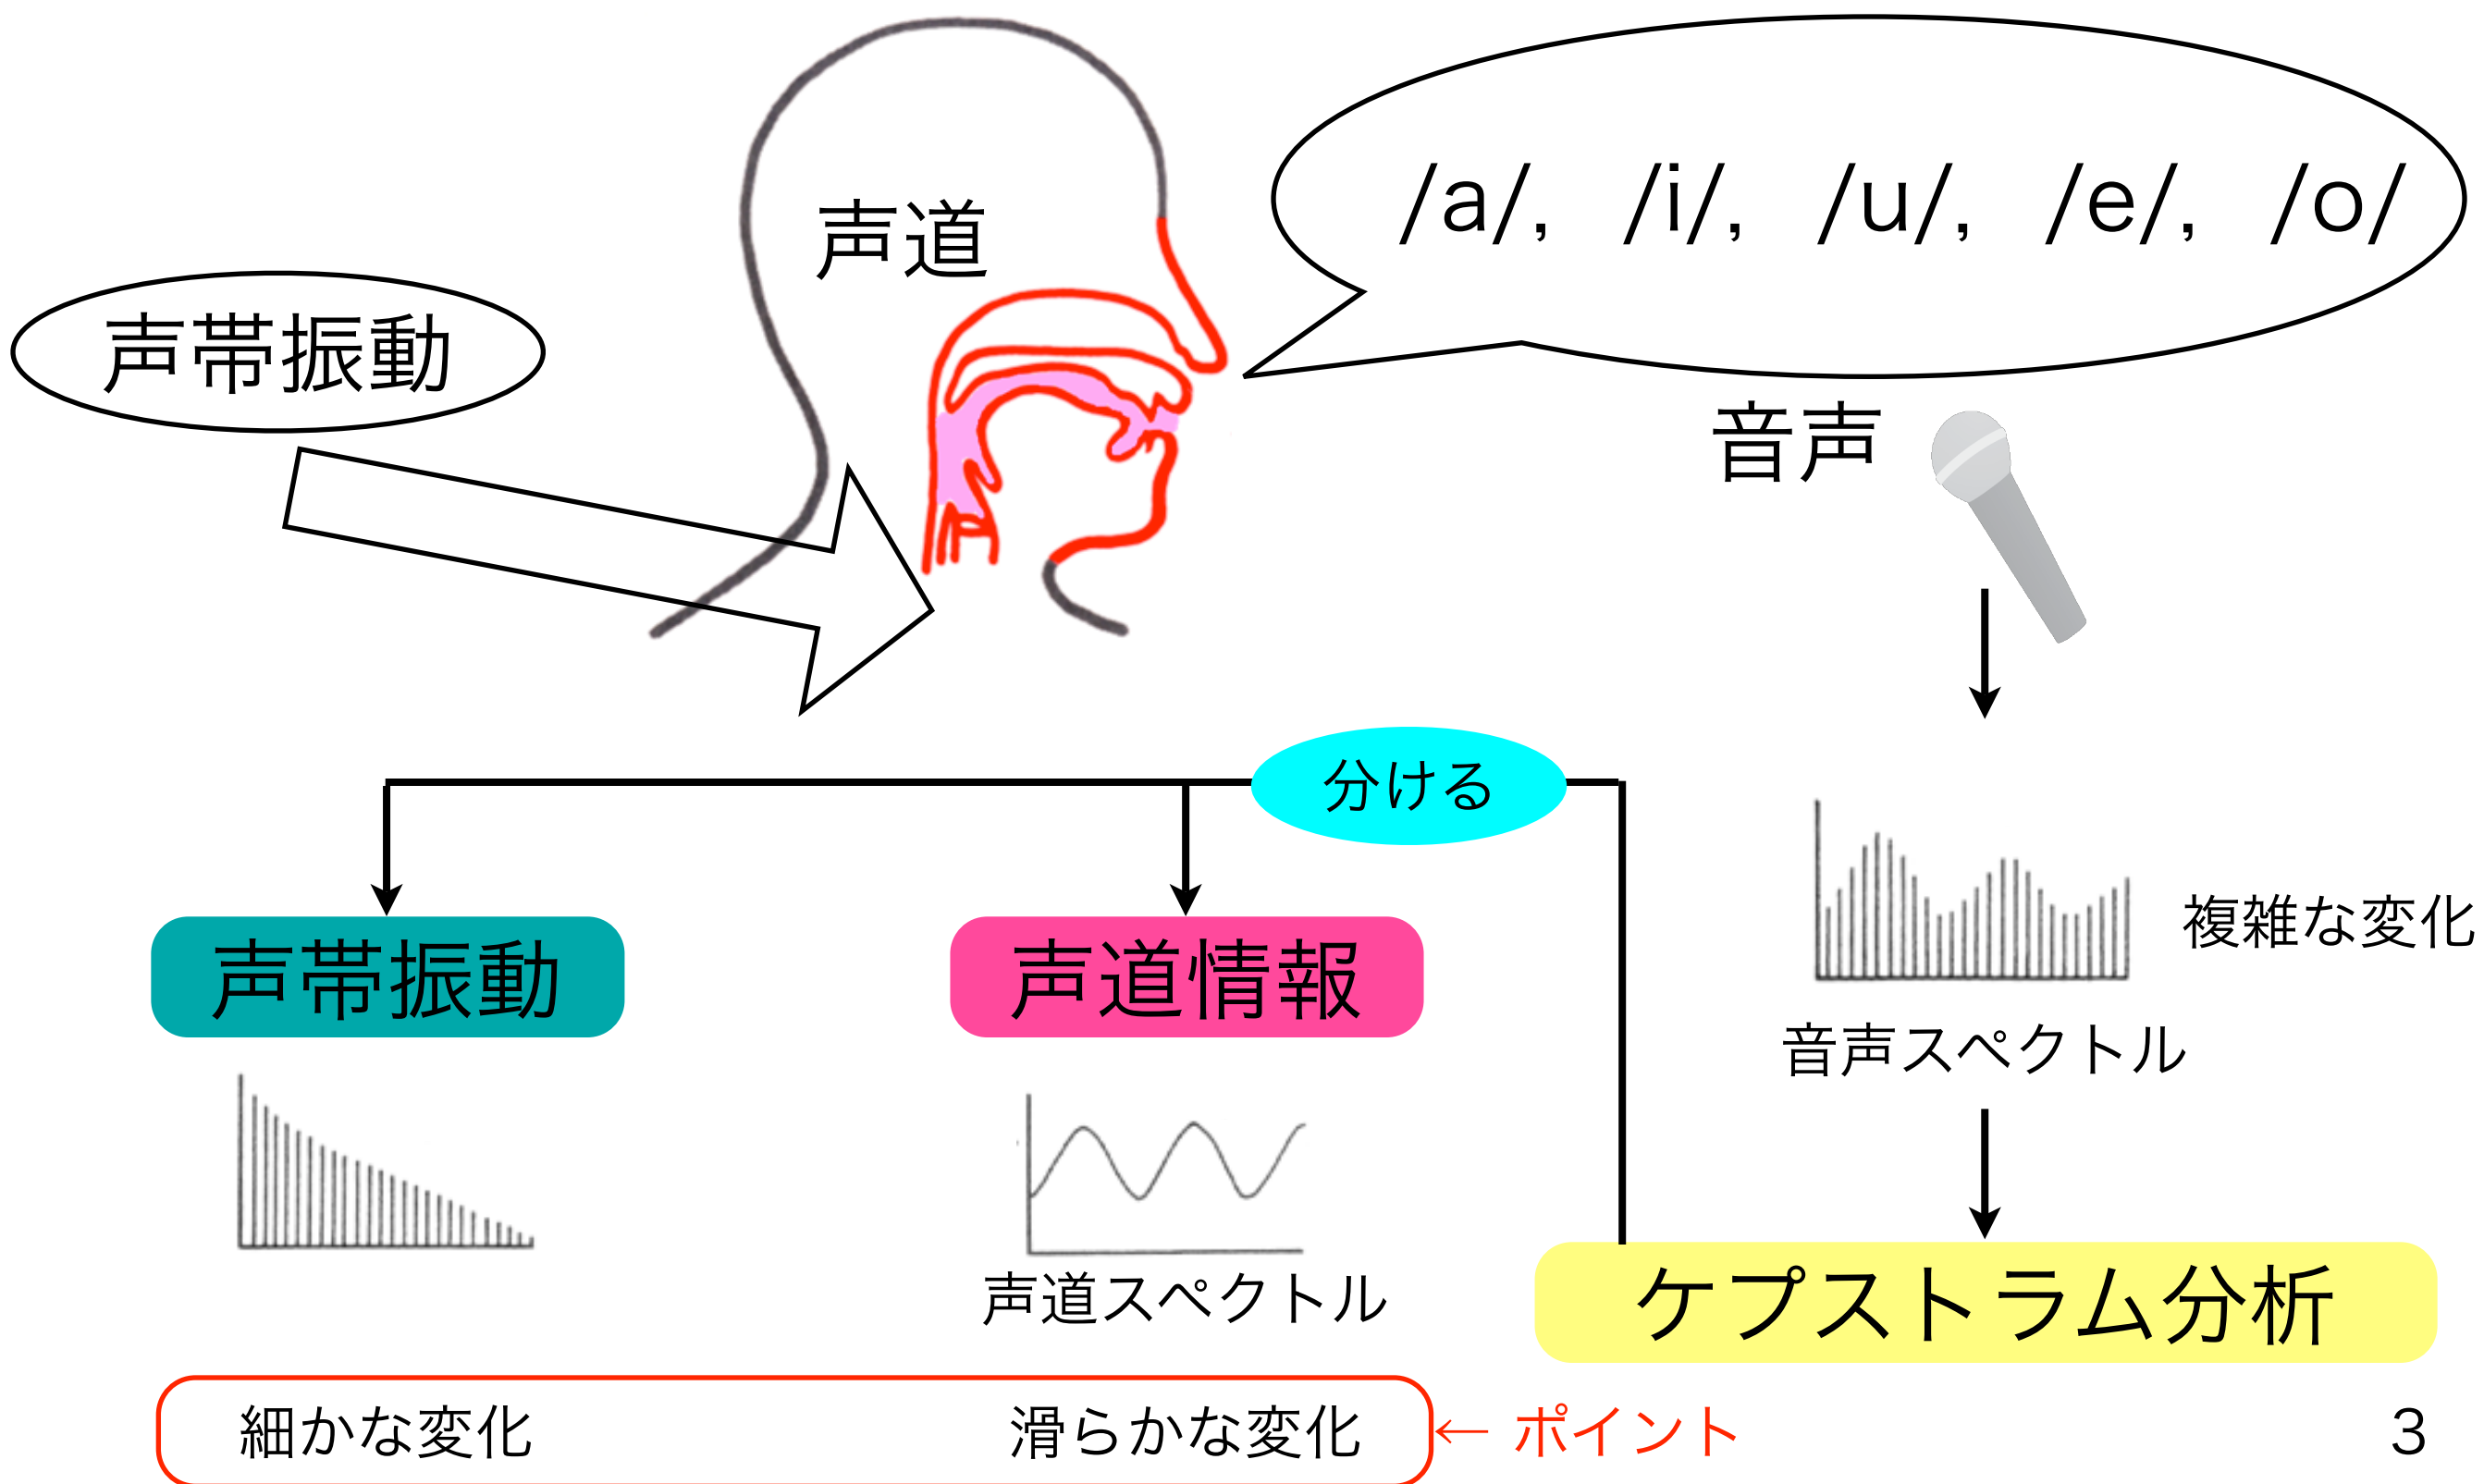 /a/, /i/, /u/, /e/, /o/
声道
声帯振動
音声
分ける
声帯振動
声道情報
複雑な変化
音声スペクトル
声道スペクトル
ケプストラム分析
細かな変化
滑らかな変化
← ポイント
3